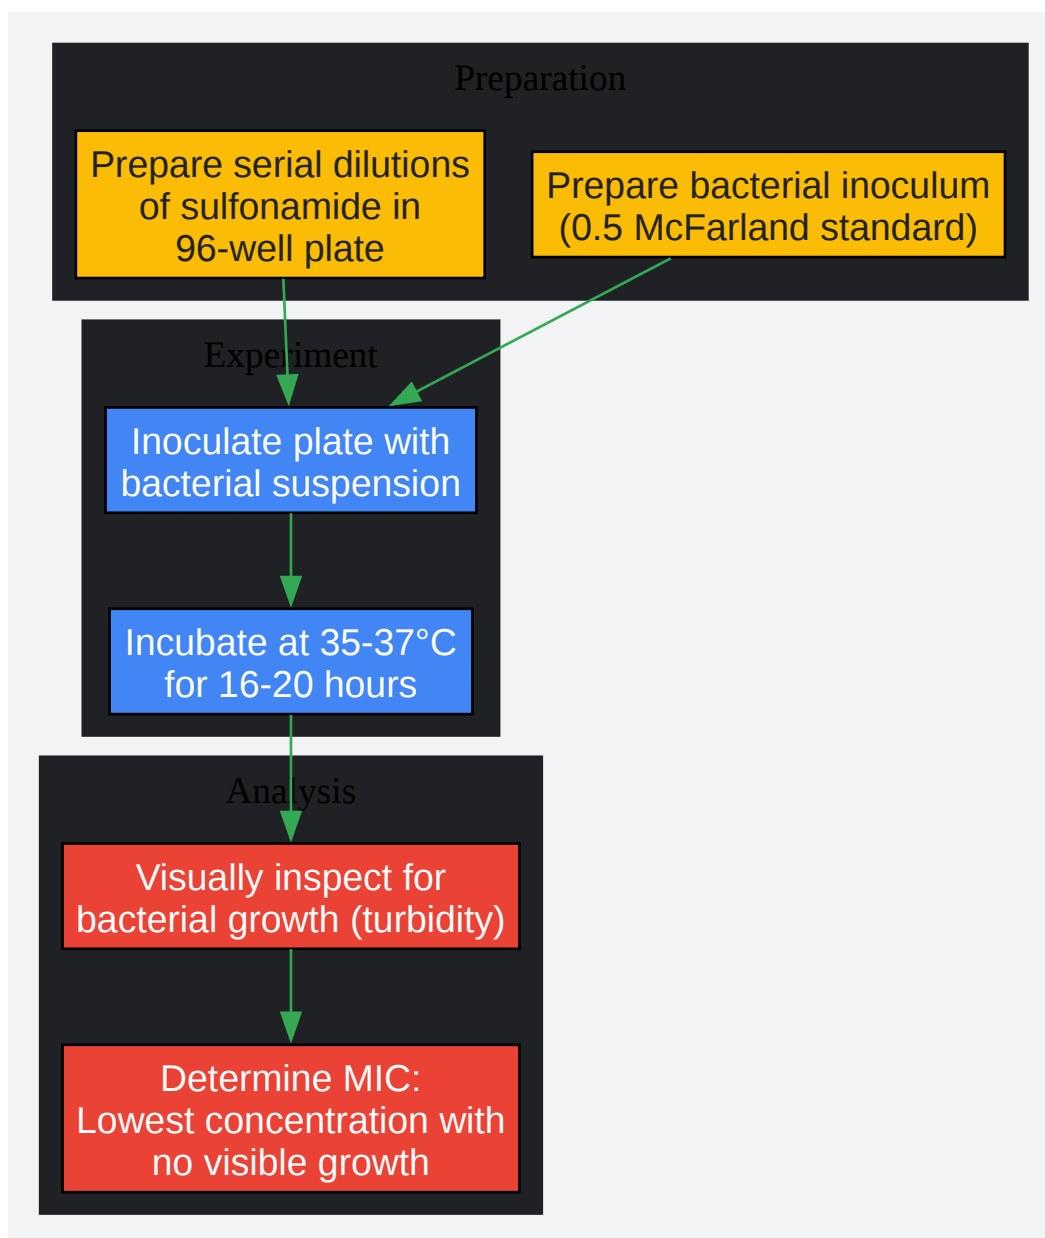 Preparation
Prepare serial dilutions
of sulfonamide in
96-well plate
Prepare bacterial inoculum
(0.5 McFarland standard)
Experiment
Inoculate plate with
bacterial suspension
Incubate at 35-37°C
for 16-20 hours
Analysis
Visually inspect for
bacterial growth (turbidity)
Determine MIC:
Lowest concentration with
no visible growth